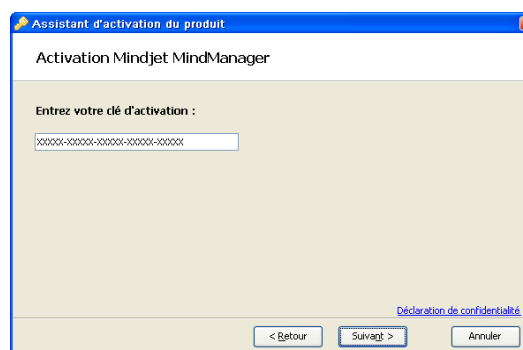 Assistant d'activation du produit
Activation Mindjet MindManager
Entrez votre clé d'activation :
XXXXX-XXXXX-XXXXX-XXXXX-XXXXX
Déclaration de confidentialité
< Retour Suivant > Annuler